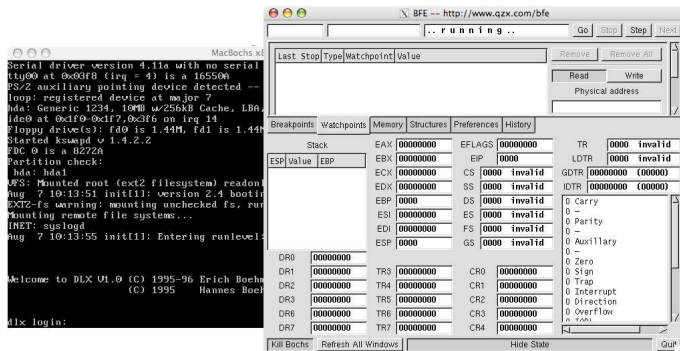 MacBochs x8
Serial driver version 4.11a with no serial
tty00 at 0x03f8 (irq = 4) is a 16550A
PS/2 auxiliary pointing device detected --
loop: registered device at major 7
hda: Generic 1234, 10MB w/256kB Cache, LBA,
ide0 at 0x1f0-0x1f7,0x3f6 on irq 14
Floppy drive(s): fd0 is 1.44M, fd1 is 1.44M
Started kswapd v 1.4.2.2
FDC 0 is a 8272A
Partition check:
hda: hda1
VFS: Mounted root (ext2 filesystem) readonl
Aug 7 10:13:51 init[1]: version 2.4 bootin
EXT2-fs warning: mounting unchecked fs, run
Mounting remote file systems...
INET: syslogd
Aug 7 10:13:55 init[1]: Entering runlevel:
Welcome to DLX V1.0 (C) 1995-96 Erich Boehm
(C) 1995 Hannes Boeh
dlx login:
BFE -- http://www.qzx.com/bfe
.. r u n n i n g .. Go Stop Step Next
Last Stop Type Watchpoint Value
Remove Remove All
Read Write
Physical address
Breakpoints Watchpoints Memory Structures Preferences History
Stack
ESP Value EBP
EAX 00000000 EFLAGS 00000000 TR 0000 invalid
EBX 00000000 EIP 0000 LDTR 0000 invalid
ECX 00000000 CS 0000 invalid GDTR 00000000 (00000)
EDX 00000000 SS 0000 invalid IDTR 00000000 (00000)
EBP 0000 DS 0000 invalid
ESI 00000000 ES 0000 invalid
EDI 00000000 FS 0000 invalid
ESP 0000 GS 0000 invalid
0 Carry
0 -
0 Parity
0 -
0 Auxillary
0 -
0 Zero
0 Sign
0 Trap
0 Interrupt
0 Direction
0 Overflow
DR0 00000000
DR1 00000000 TR3 00000000 CR0 00000000
DR2 00000000 TR4 00000000 CR1 00000000
DR3 00000000 TR5 00000000 CR2 00000000
DR6 00000000 TR6 00000000 CR3 00000000
DR7 00000000 TR7 00000000 CR4 00000000
Kill Bochs Refresh All Windows Hide State Quit